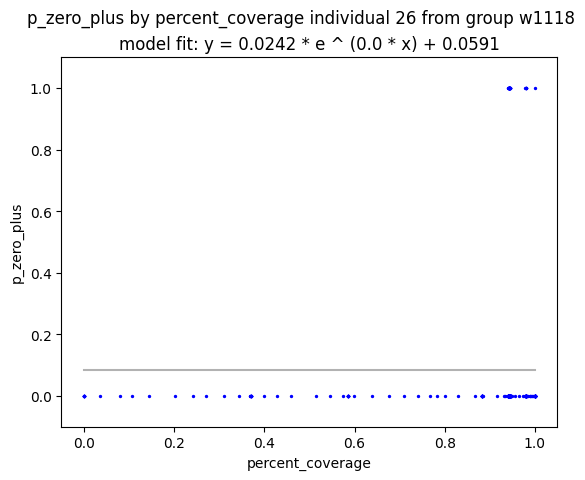 p_zero_plus by percent_coverage individual 26 from group w1118
model fit: y = 0.0242 * e ^ (0.0 * x) + 0.0591
1.0
0.8
0.6
0.4
0.2
0.0
p_zero_plus
0.0 0.2 0.4 0.6 0.8 1.0
percent_coverage